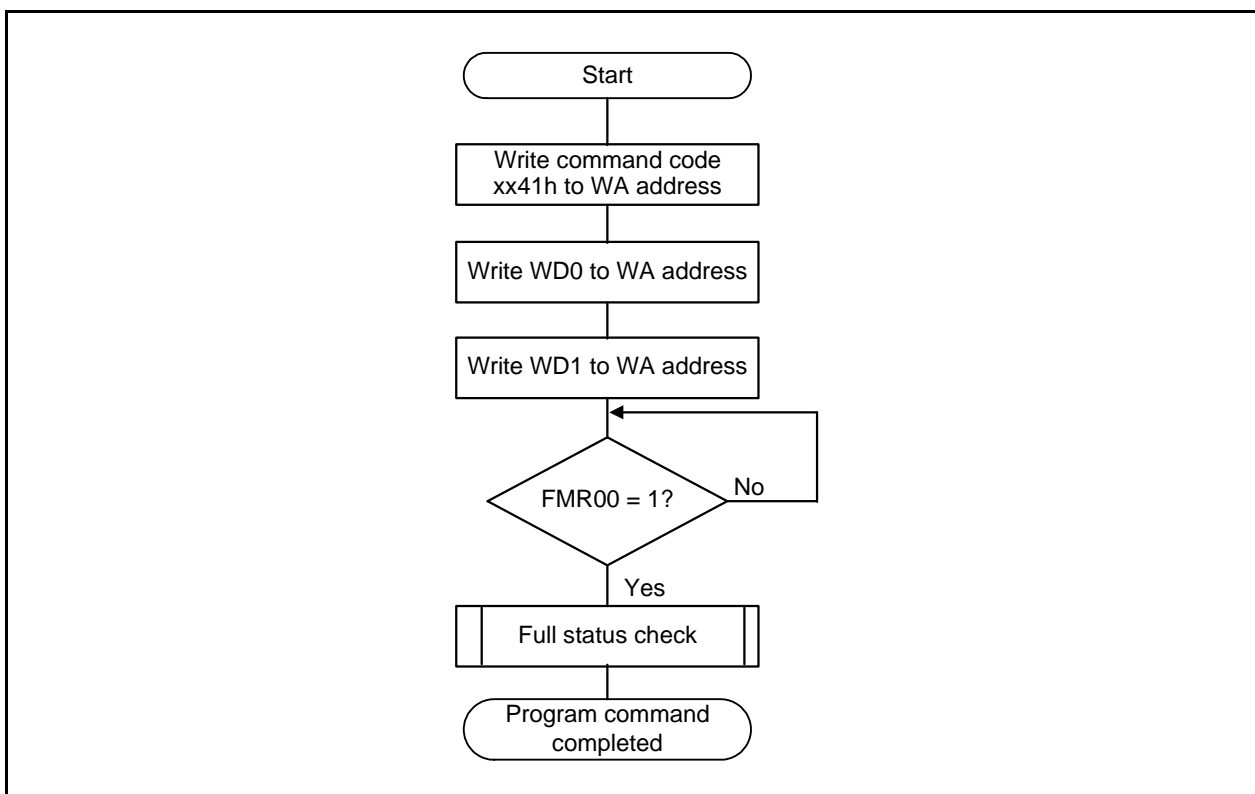 Start
Write command code
xx41h to WA address
Write WD0 to WA address
Write WD1 to WA address
FMR00 = 1?
No
Yes
Full status check
Program command
completed